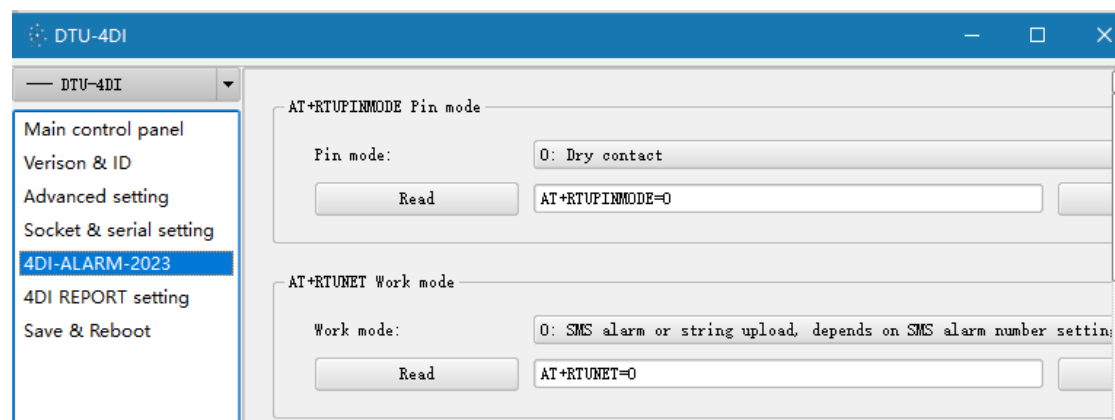 DTU-4DI
DTU-4DI
Main control panel
Verison & ID
Advanced setting
Socket & serial setting
4DI-ALARM-2023
4DI REPORT setting
Save & Reboot
AT+RTUPINMODE Pin mode
Pin mode: 0: Dry contact
Read AT+RTUPINMODE=0
AT+RTUNET Work mode
Work mode: 0: SMS alarm or string upload, depends on SMS alarm number settin
Read AT+RTUNET=0